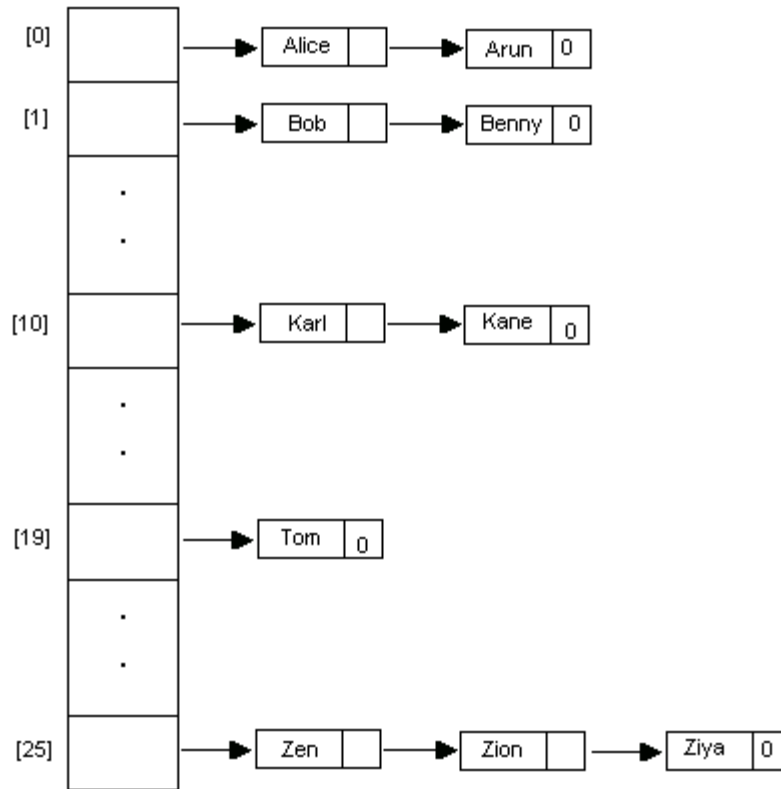 [0] Alice Arun 0
[1] Bob Benny 0
[10] Karl Kane 0
[19] Tom 0
[25] Zen Zion Ziya 0